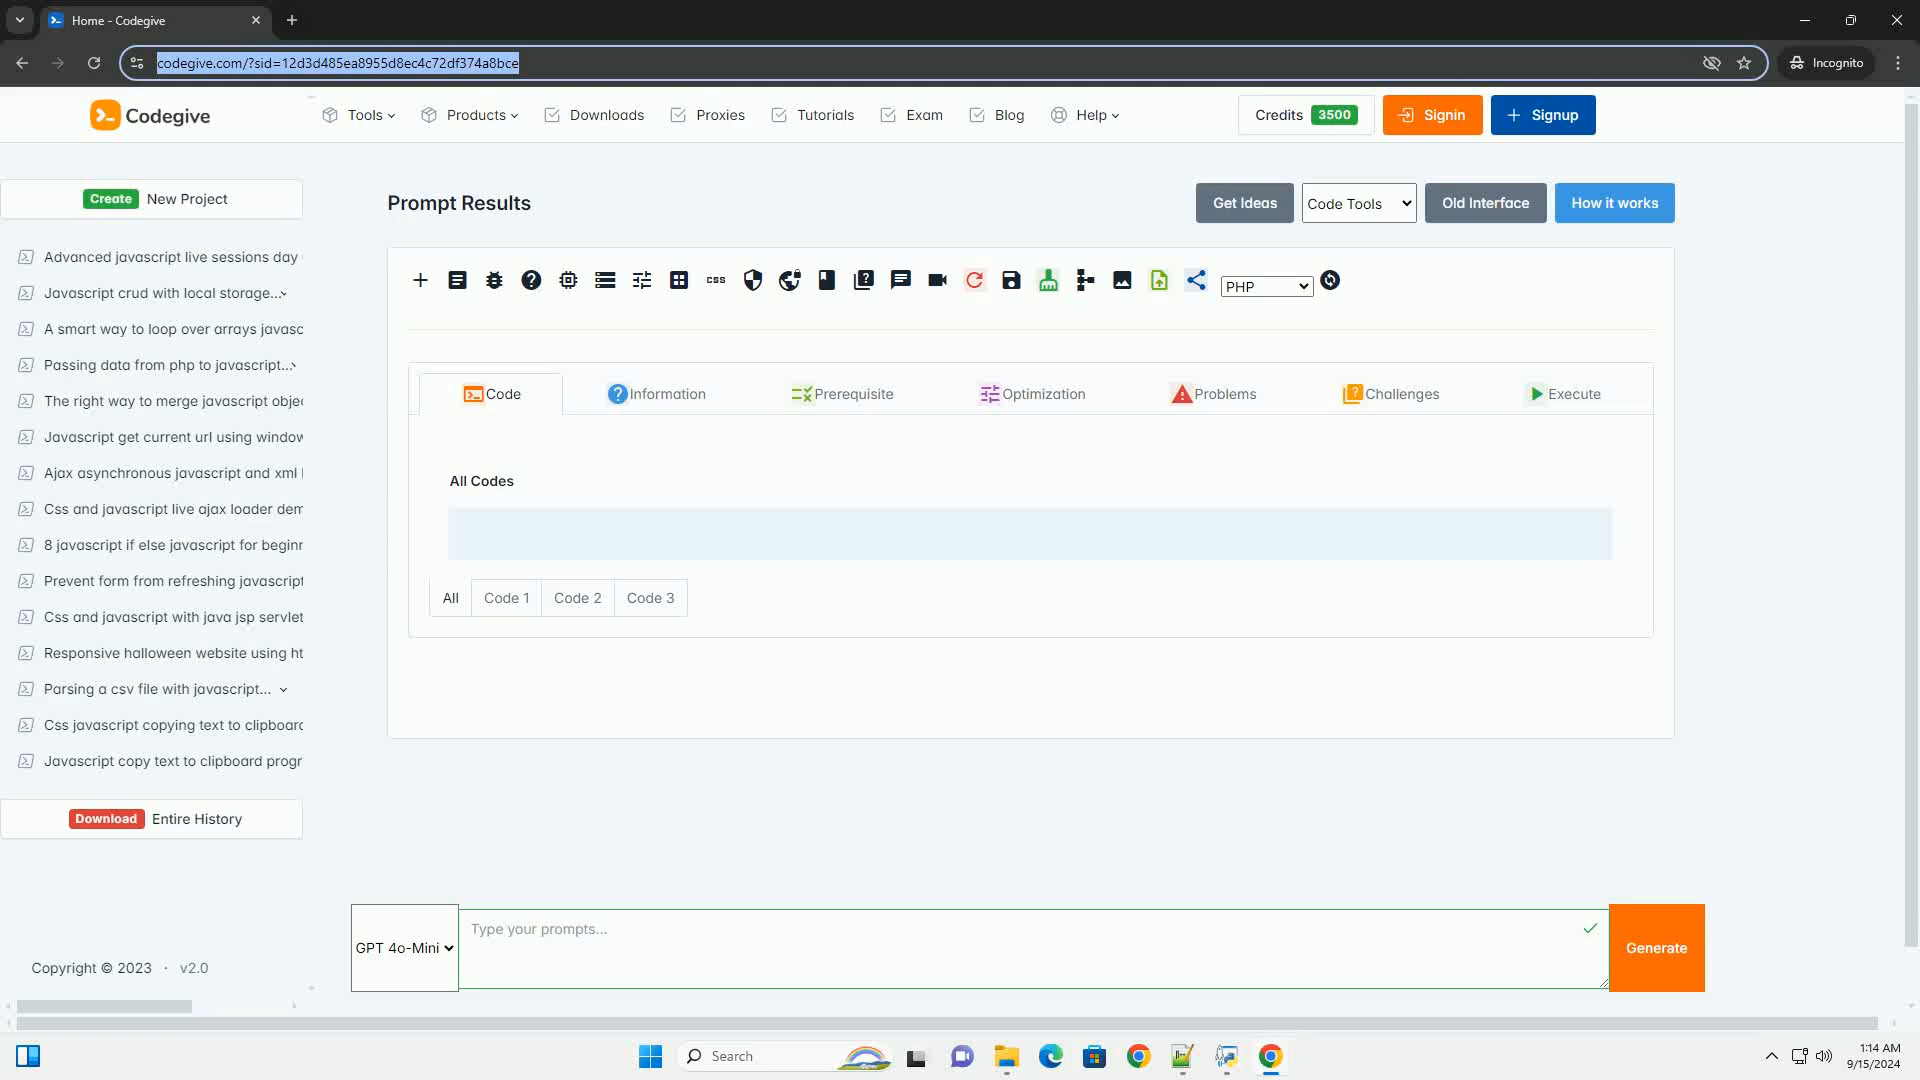 Home - Codegive
codegive.com/?sid=12d3d485ea8955d8ec4c72df374a8bce
Incognito
Codegive
Tools
Products
Downloads
Proxies
Tutorials
Exam
Blog
Help
Credits 3500
Signin
Signup
Create New Project
Advanced javascript live sessions day
Javascript crud with local storage...
A smart way to loop over arrays javasc
Passing data from php to javascript...
The right way to merge javascript objec
Javascript get current url using window
Ajax asynchronous javascript and xml
Css and javascript live ajax loader dem
8 javascript if else javascript for beginn
Prevent form from refreshing javascript
Css and javascript with java jsp servlet
Responsive halloween website using ht
Parsing a csv file with javascript...
Css javascript copying text to clipboard
Javascript copy text to clipboard progr
Download Entire History
Copyright © 2023 · v2.0
Prompt Results
Get Ideas
Code Tools
Old Interface
How it works
css
PHP
Code
Information
Prerequisite
Optimization
Problems
Challenges
Execute
All Codes
All
Code 1
Code 2
Code 3
GPT 4o-Mini
Type your prompts...
Generate
Search
1:14 AM
9/15/2024